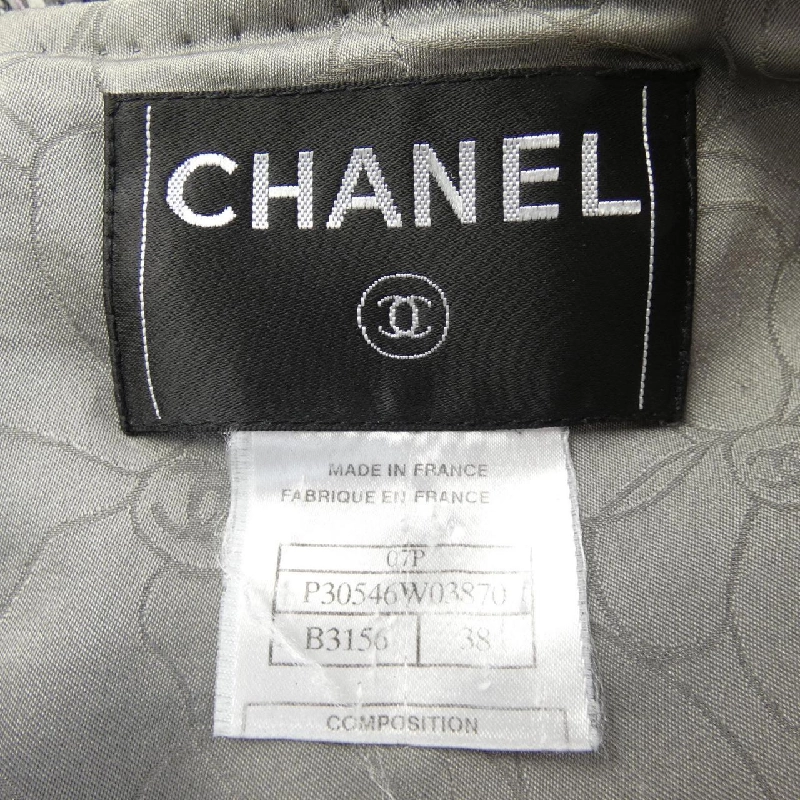 CHANEL
MADE IN FRANCE
FABRIQUE EN FRANCE
07P
P30546W03870
B3156 38
COMPOSITION